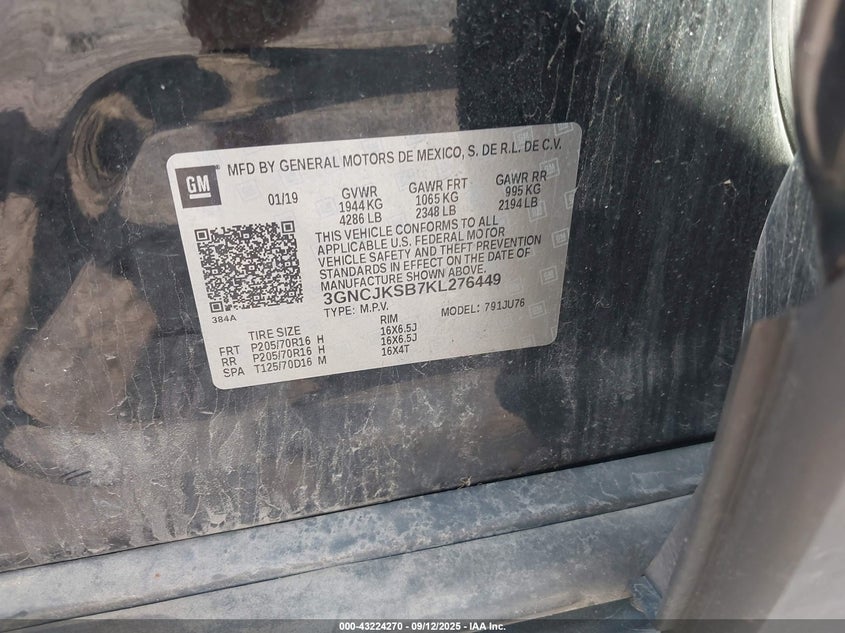 MFD BY GENERAL MOTORS DE MEXICO, S. DE R.L. DE C.V.
GM
01/19 GVWR GAWR FRT GAWR RR
1944 KG 1065 KG 995 KG
4286 LB 2348 LB 2194 LB
THIS VEHICLE CONFORMS TO ALL
APPLICABLE U.S. FEDERAL MOTOR
VEHICLE SAFETY AND THEFT PREVENTION
STANDARDS IN EFFECT ON THE DATE OF
MANUFACTURE SHOWN ABOVE.
3GNCJKSB7KL276449
384A
TYPE: M.P.V. MODEL: 791JU76
TIRE SIZE RIM
FRT P205/70R16 H 16X6.5J
RR P205/70R16 H 16X6.5J
SPA T125/70D16 M 16X4T
000-43224270 - 09/12/2025 - IAA Inc.